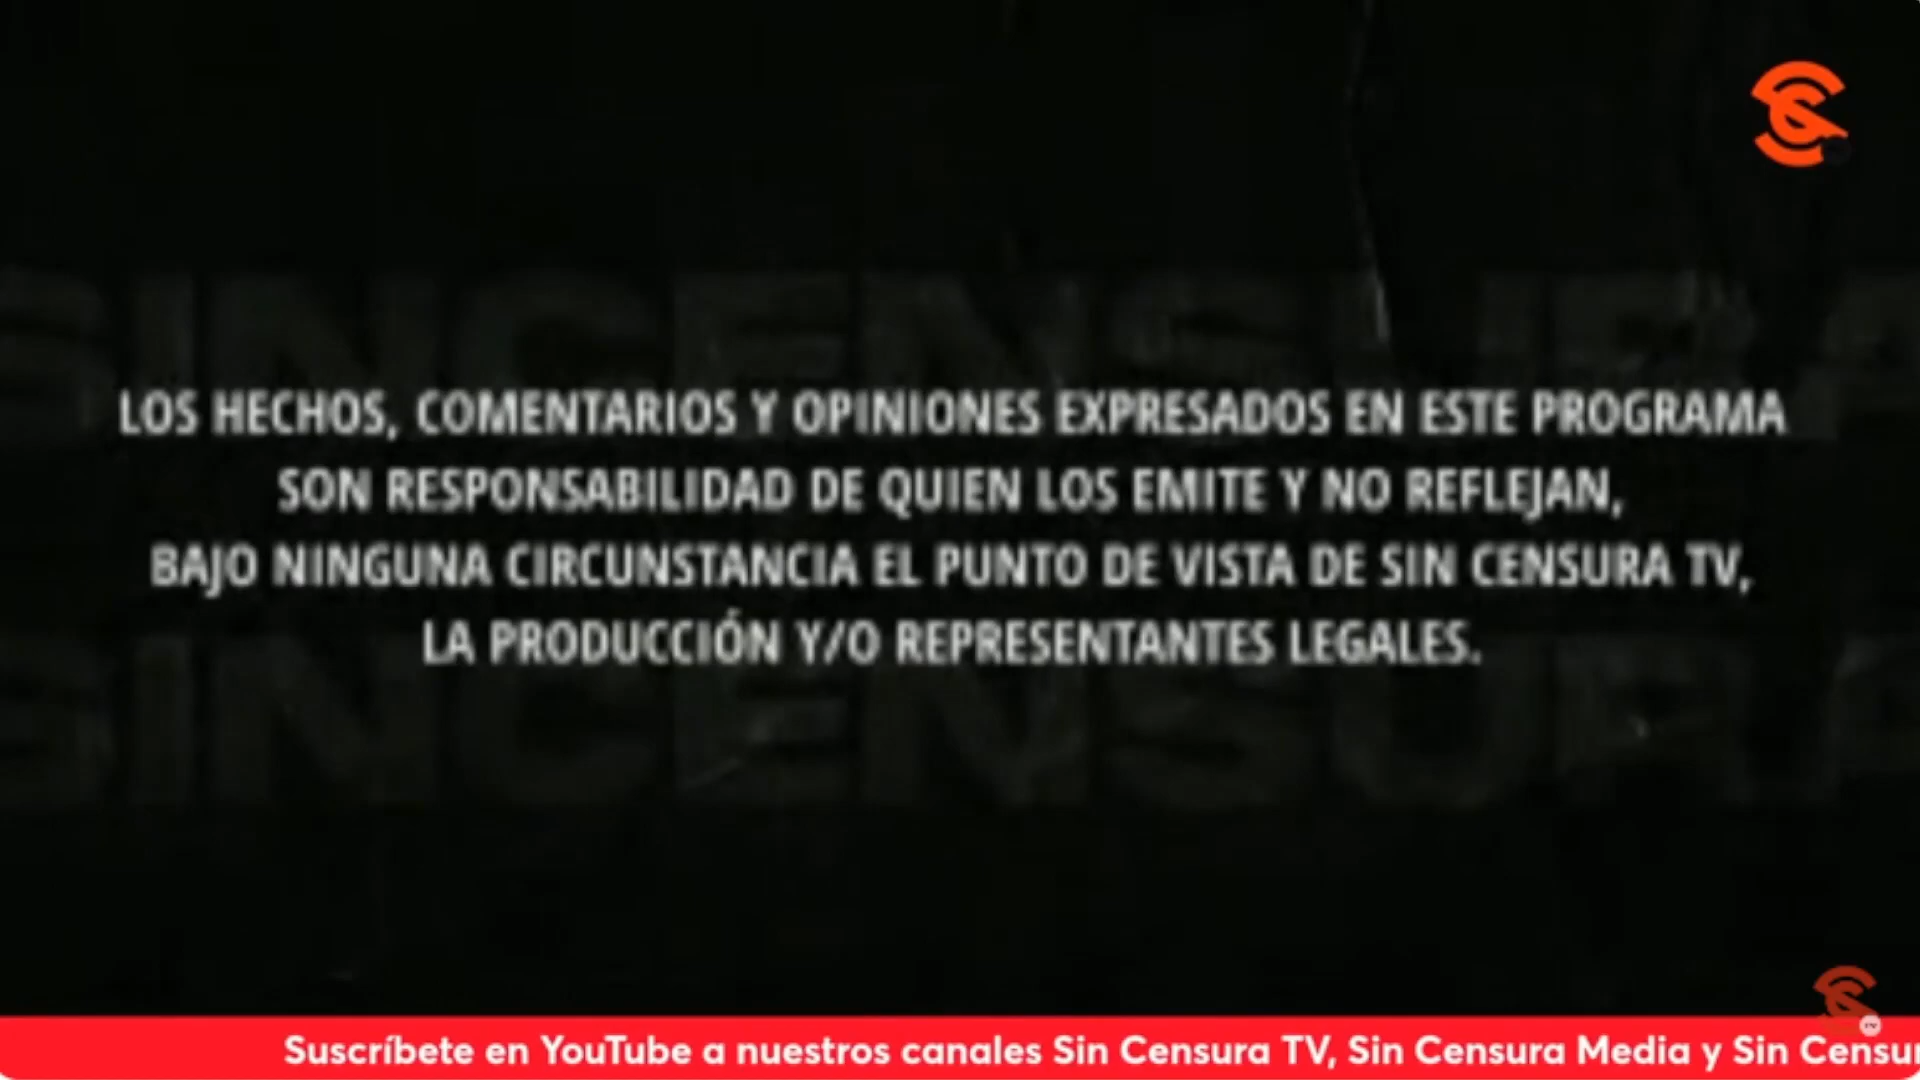 LOS HECHOS, COMENTARIOS Y OPINIONES EXPRESADOS EN ESTE PROGRAMA
SON RESPONSABILIDAD DE QUIEN LOS EMITE Y NO REFLEJAN,
BAJO NINGUNA CIRCUNSTANCIA EL PUNTO DE VISTA DE SIN CENSURA TV,
LA PRODUCCIÓN Y/O REPRESENTANTES LEGALES.
Suscríbete en YouTube a nuestros canales Sin Censura TV, Sin Censura Media y Sin Censur